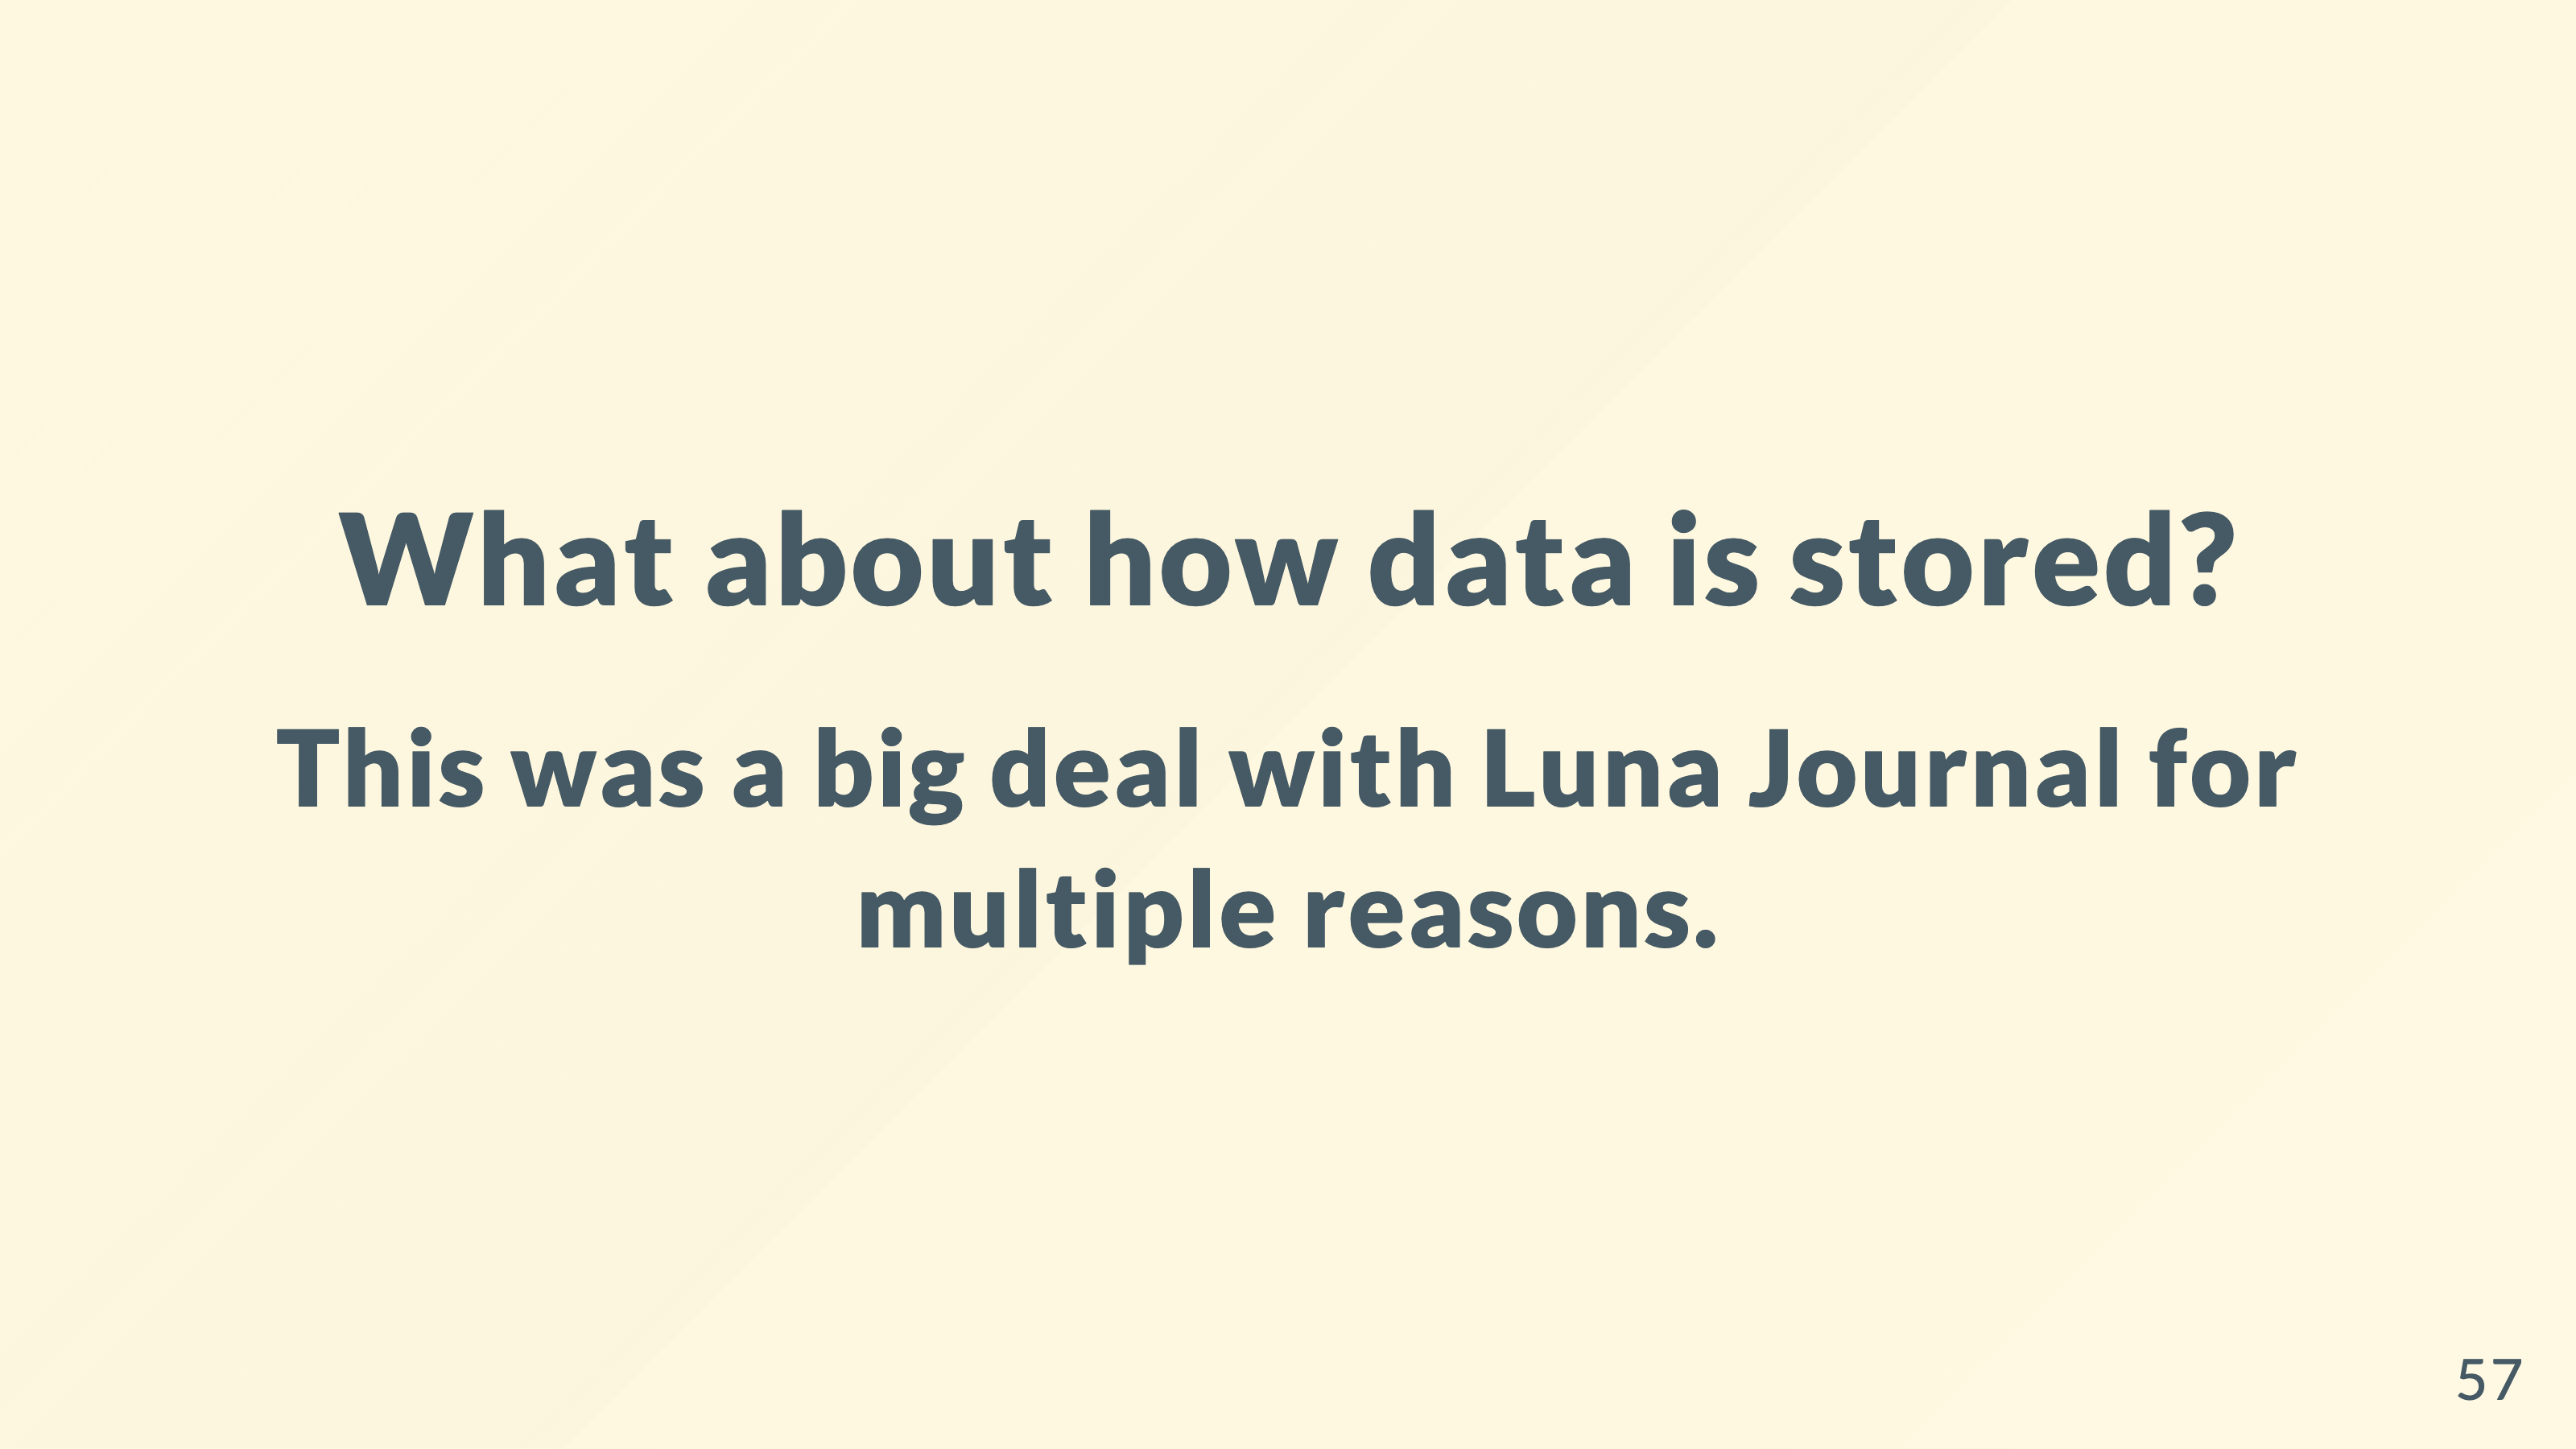 What about how data is stored?
This was a big deal with Luna Journal for
multiple reasons.
57